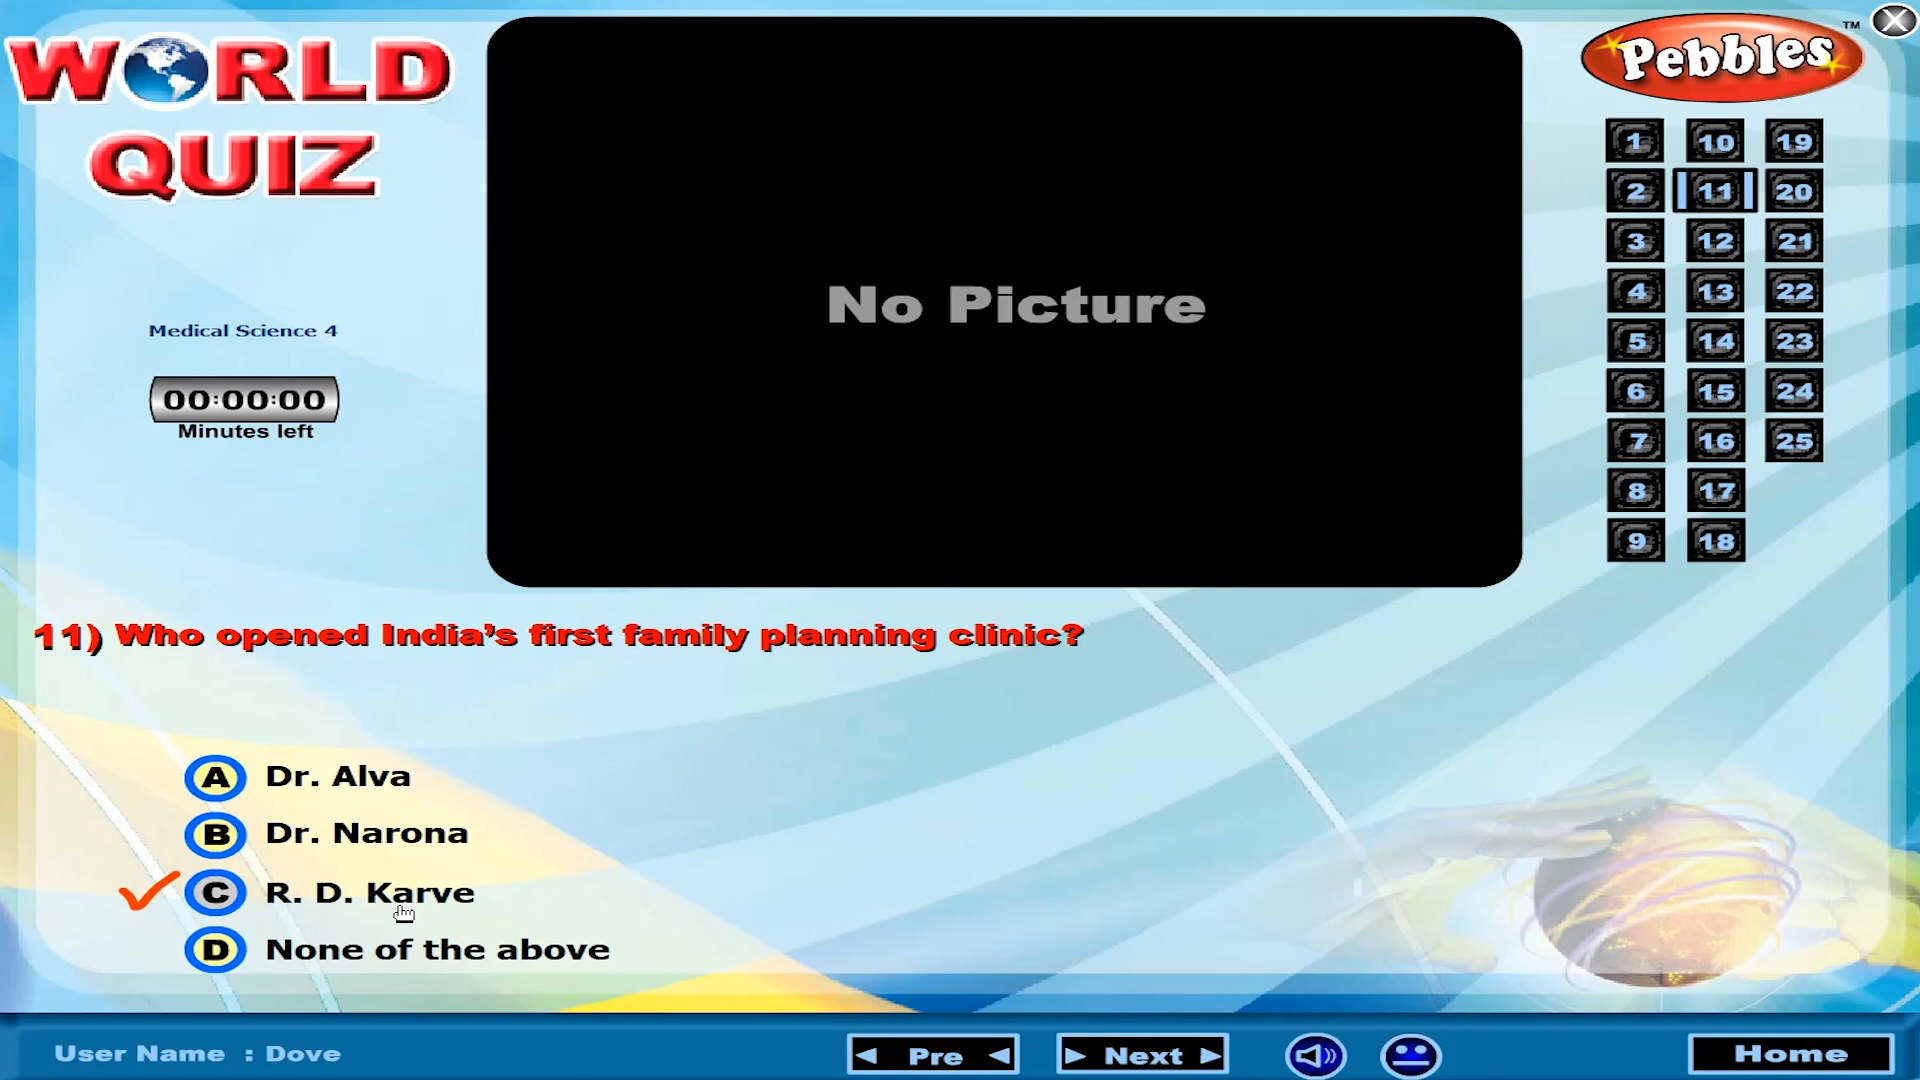 WORLD
QUIZ
Pebbles™
Medical Science 4
00:00:00
Minutes left
No Picture
1 10 19
2 11 20
3 12 21
4 13 22
5 14 23
6 15 24
7 16 25
8 17
9 18
11) Who opened India’s first family planning clinic?
A Dr. Alva
B Dr. Narona
C R. D. Karve
D None of the above
User Name : Dove
Pre
Next
Home